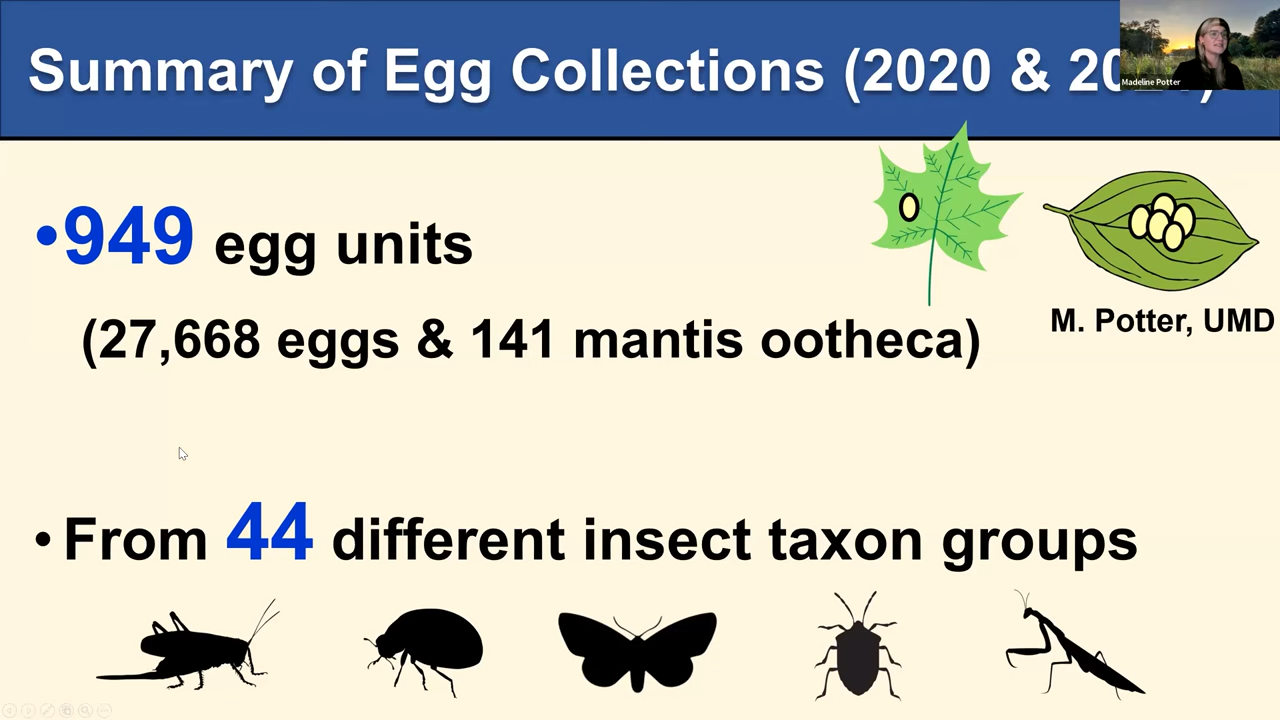 Summary of Egg Collections (2020 & 20
Madeline Potter
•949 egg units
M. Potter, UMD
(27,668 eggs & 141 mantis ootheca)
• From 44 different insect taxon groups